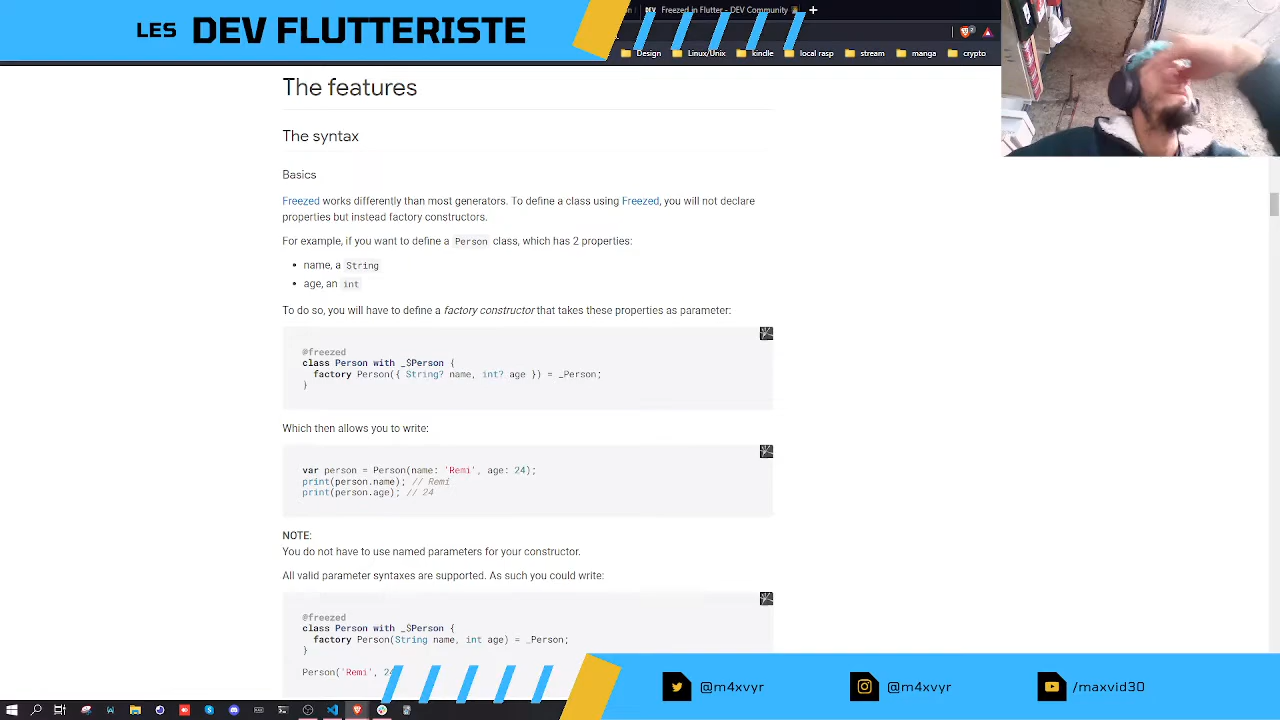 LES DEV FLUTTERISTE
Freezed in Flutter - DEV Community
Design
Linux/Unix
kindle
local rasp
stream
manga
crypto
The features
The syntax
Basics
Freezed works differently than most generators. To define a class using Freezed, you will not declare
properties but instead factory constructors.
For example, if you want to define a Person class, which has 2 properties:
• name, a String
• age, an int
To do so, you will have to define a factory constructor that takes these properties as parameter:
@freezed
class Person with _$Person {
factory Person({ String? name, int? age }) = _Person;
}
Which then allows you to write:
var person = Person(name: 'Remi', age: 24);
print(person.name); // Remi
print(person.age); // 24
NOTE:
You do not have to use named parameters for your constructor.
All valid parameter syntaxes are supported. As such you could write:
@freezed
class Person with _$Person {
factory Person(String name, int age) = _Person;
}
Person('Remi', 
@m4xvyr
@m4xvyr
/maxvid30